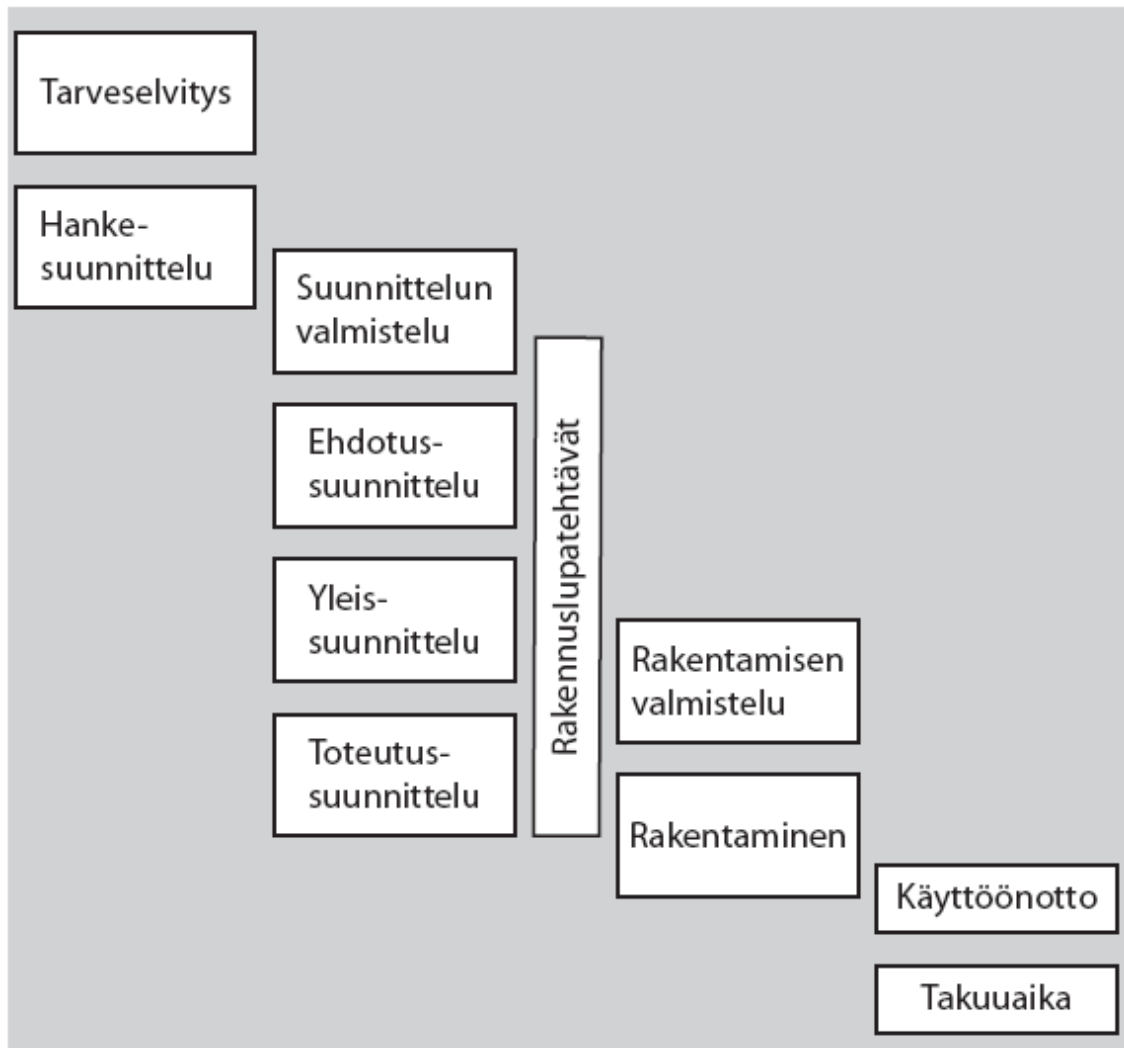 Tarveselvitys
Hanke-
suunnittelu
Suunnittelun
valmistelu
Ehdotus-
suunnittelu
Yleis-
suunnittelu
Toteutus-
suunnittelu
Rakennuslupatehtävät
Rakentamisen
valmistelu
Rakentaminen
Käyttöönotto
Takuuaika